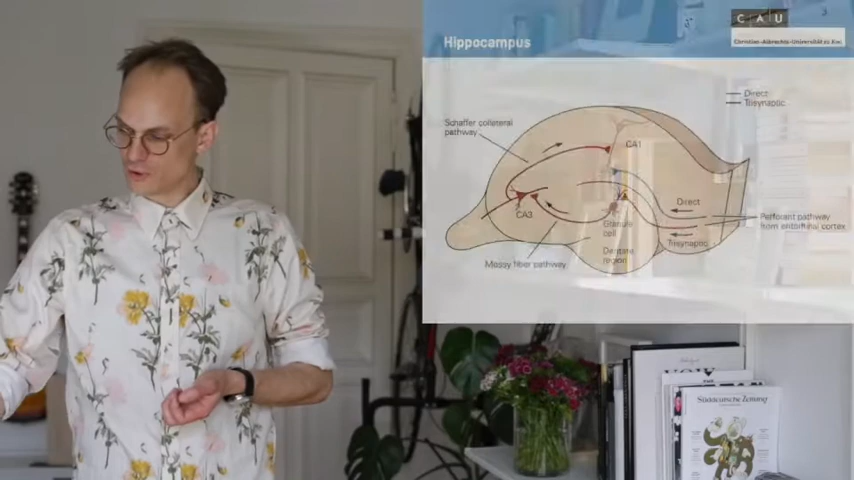 Hippocampus
C A U
Christian-Albrechts-Universität zu Kiel
Direct
Trisynaptic
Schaffer collateral
pathway
CA1
CA3
Direct
Perforant pathway
from entorhinal cortex
Granule
cell
Trisynaptic
Dentate
region
Mossy fiber pathway
Süddeutsche Zeitung